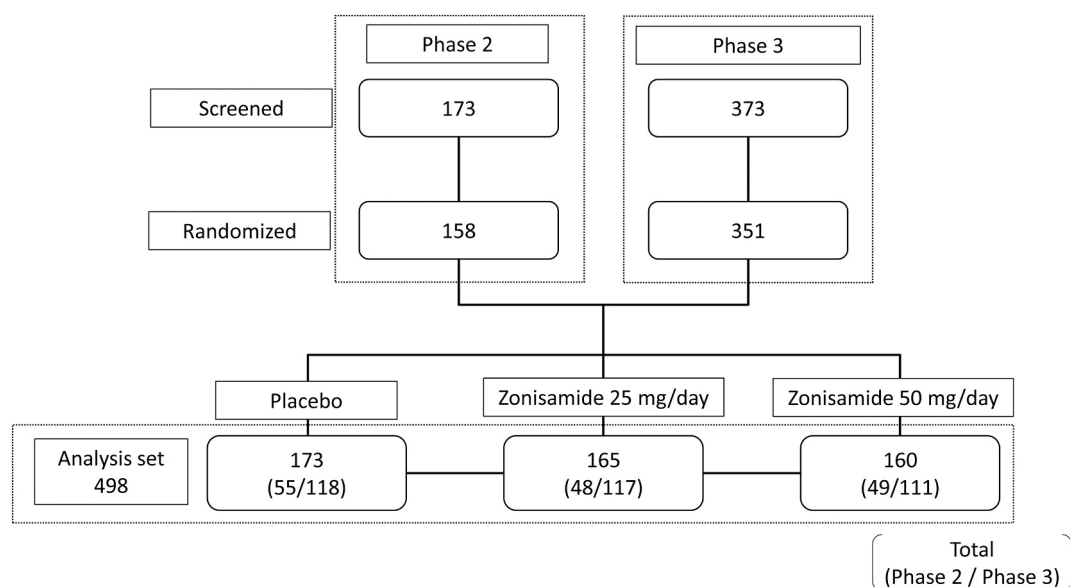 Phase 2
Phase 3
Screened
173
373
Randomized
158
351
Placebo
Zonisamide 25 mg/day
Zonisamide 50 mg/day
Analysis set
498
173
(55/118)
165
(48/117)
160
(49/111)
Total
(Phase 2 / Phase 3)